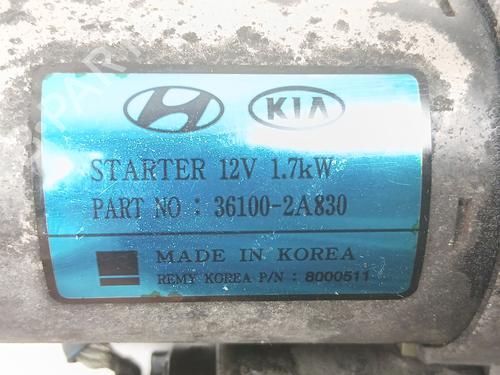 KIA
STARTER 12V 1.7kW
PART NO : 36100-2A830
MADE IN KOREA
REMY KOREA P/N : 8000511